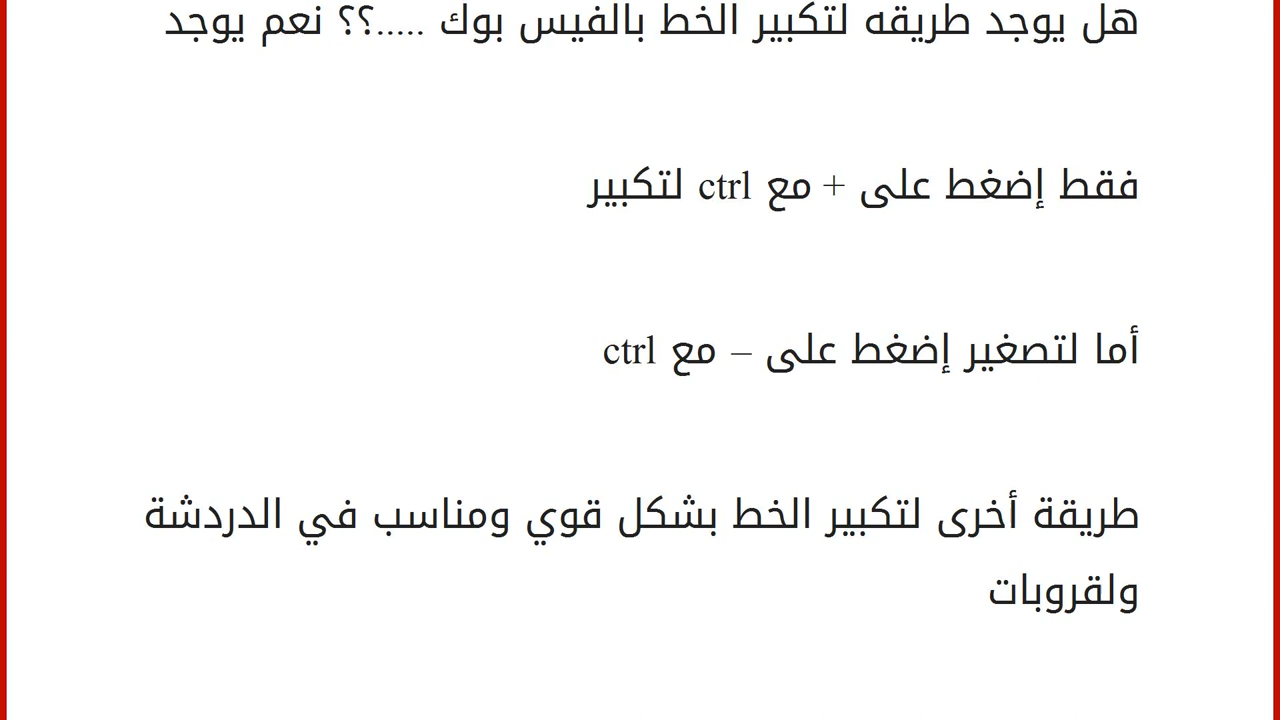 هل يوجد طريقه لتكبير الخط بالفيس بوك .....؟؟ نعم يوجد
فقط إضغط على + مع ctrl لتكبير
أما لتصغير إضغط على – مع ctrl
طريقة أخرى لتكبير الخط بشكل قوي ومناسب في الدردشة
ولقروبات